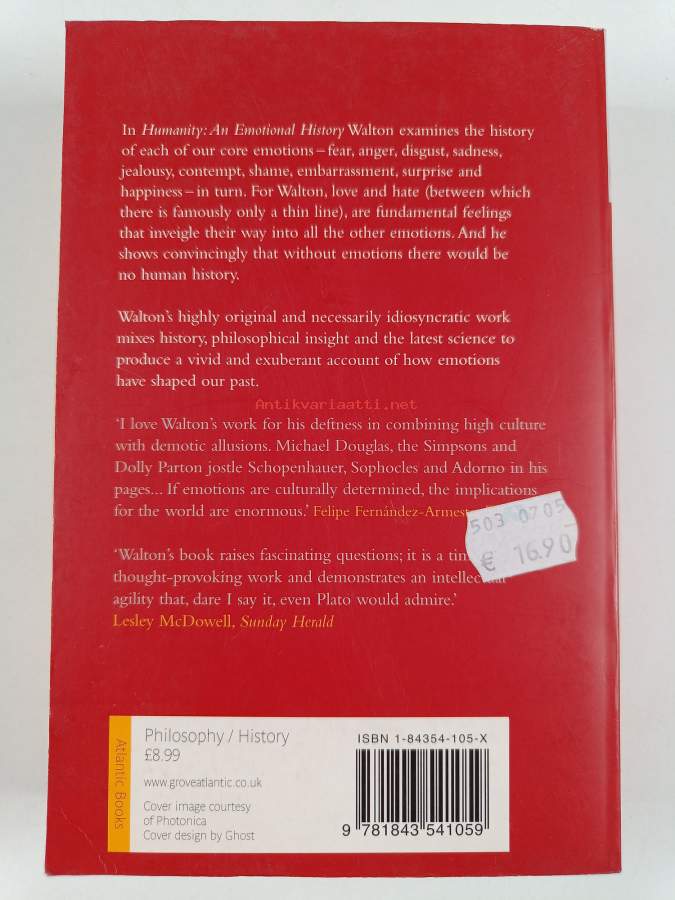 In Humanity: An Emotional History Walton examines the history
of each of our core emotions – fear, anger, disgust, sadness,
jealousy, contempt, shame, embarrassment, surprise and
happiness – in turn. For Walton, love and hate (between which
there is famously only a thin line), are fundamental feelings
that inveigle their way into all the other emotions. And he
shows convincingly that without emotions there would be
no human history.
Walton's highly original and necessarily idiosyncratic work
mixes history, philosophical insight and the latest science to
produce a vivid and exuberant account of how emotions
have shaped our past.
Antikvariaatti.net
'I love Walton's work for his deftness in combining high culture
with demotic allusions. Michael Douglas, the Simpsons and
Dolly Parton jostle Schopenhauer, Sophocles and Adorno in his
pages... If emotions are culturally determined, the implications
for the world are enormous.' Felipe Fernández-Armest
503 0705
€ 16.90
'Walton's book raises fascinating questions; it is a
thought-provoking work and demonstrates an
agility that, dare I say it, even Plato would admire.'
Lesley McDowell, Sunday Herald
Atlantic Books
Philosophy / History
£8.99
www.groveatlantic.co.uk
Cover image courtesy
of Photonica
Cover design by Ghost
ISBN 1-84354-105-X
9 781843 541059